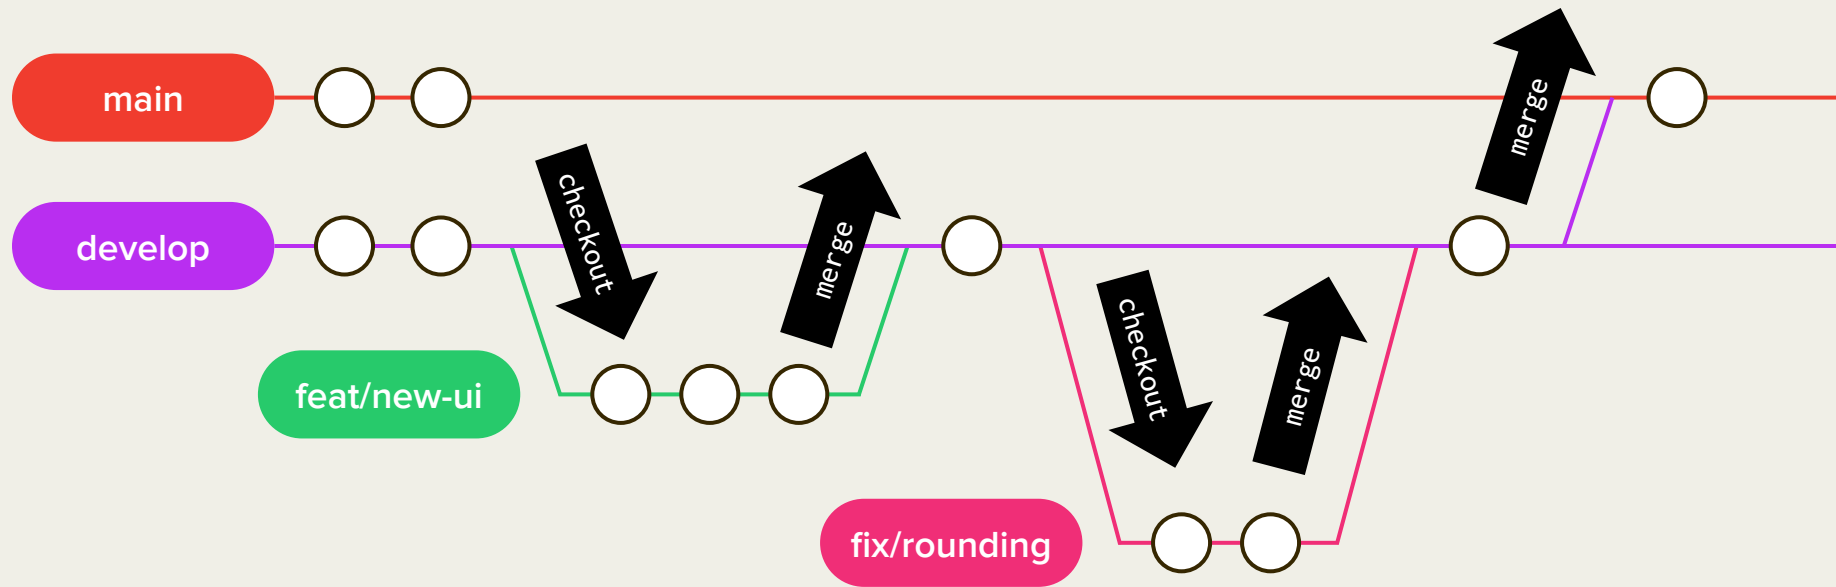 main
merge
checkout
merge
develop
checkout
merge
feat/new-ui
fix/rounding